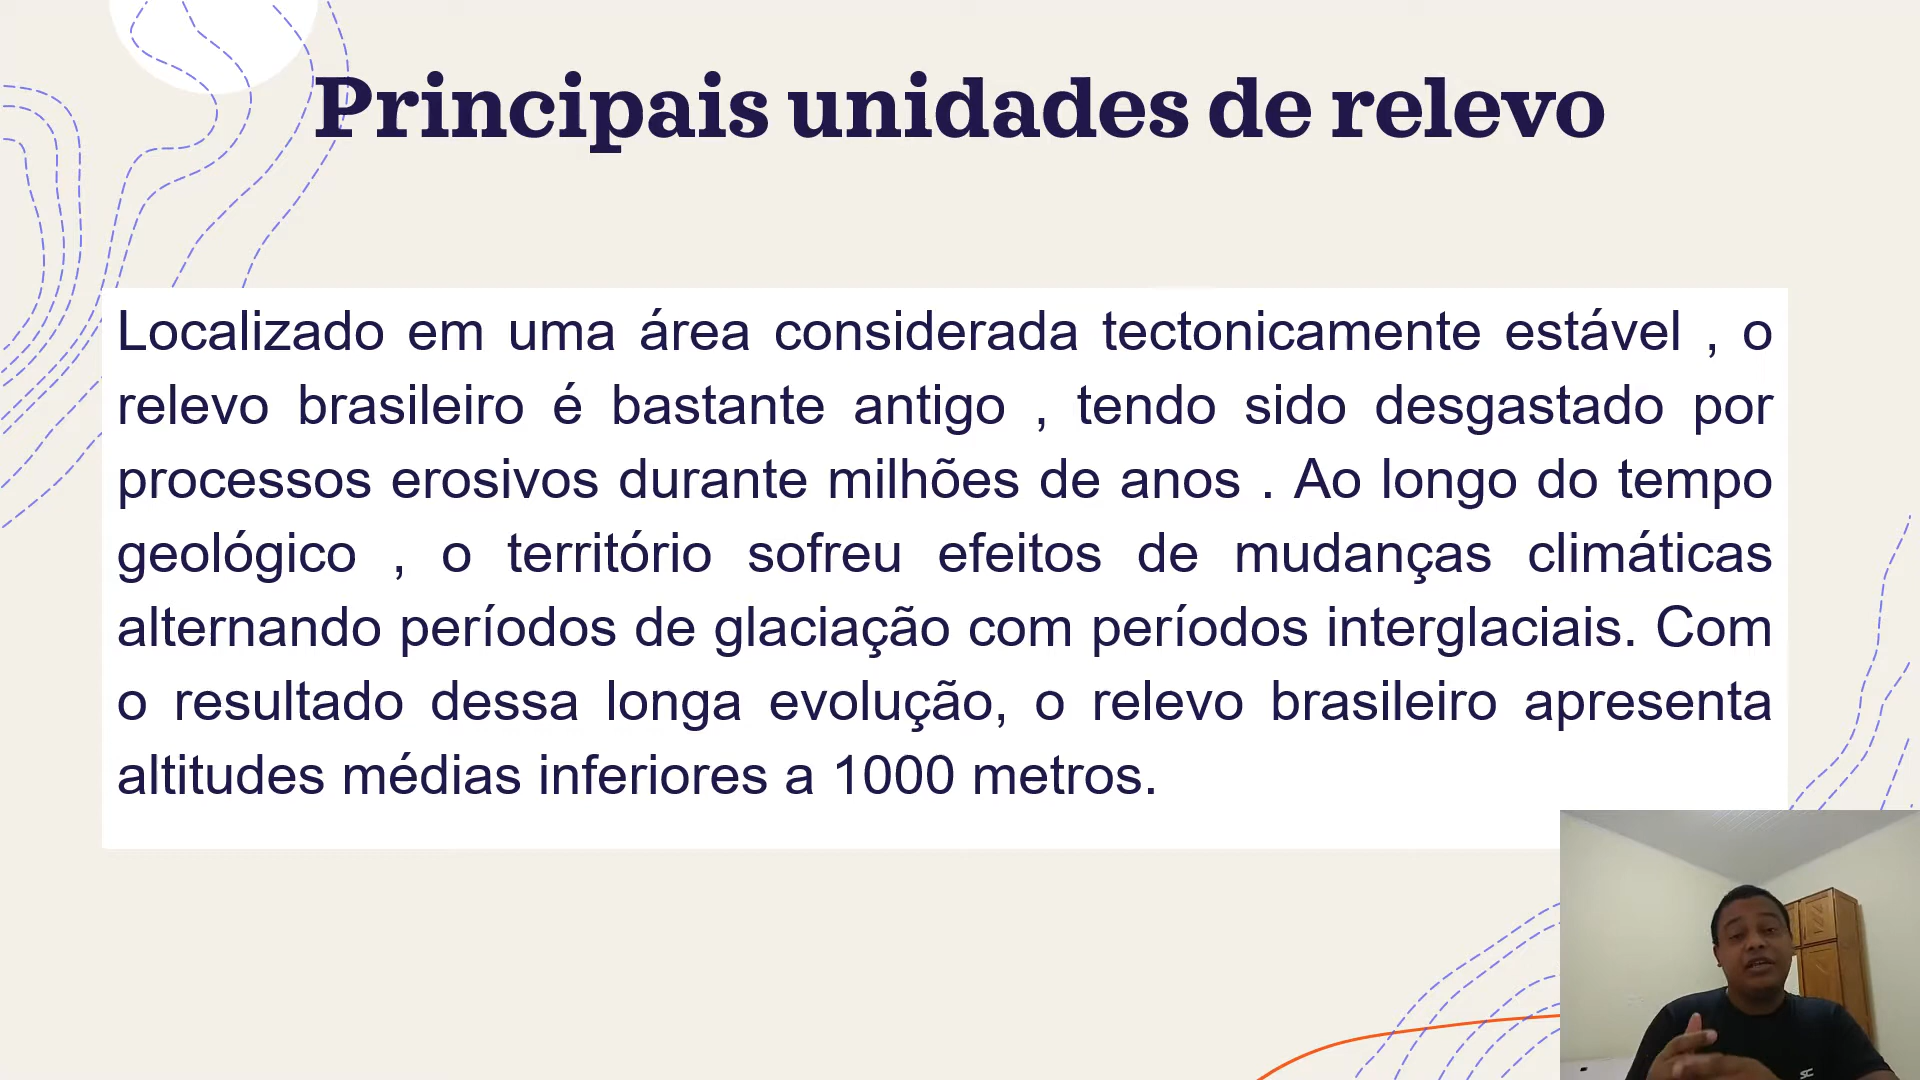 Principais unidades de relevo
Localizado em uma área considerada tectonicamente estável , o
relevo brasileiro é bastante antigo , tendo sido desgastado por
processos erosivos durante milhões de anos . Ao longo do tempo
geológico , o território sofreu efeitos de mudanças climáticas
alternando períodos de glaciação com períodos interglaciais. Com
o resultado dessa longa evolução, o relevo brasileiro apresenta
altitudes médias inferiores a 1000 metros.